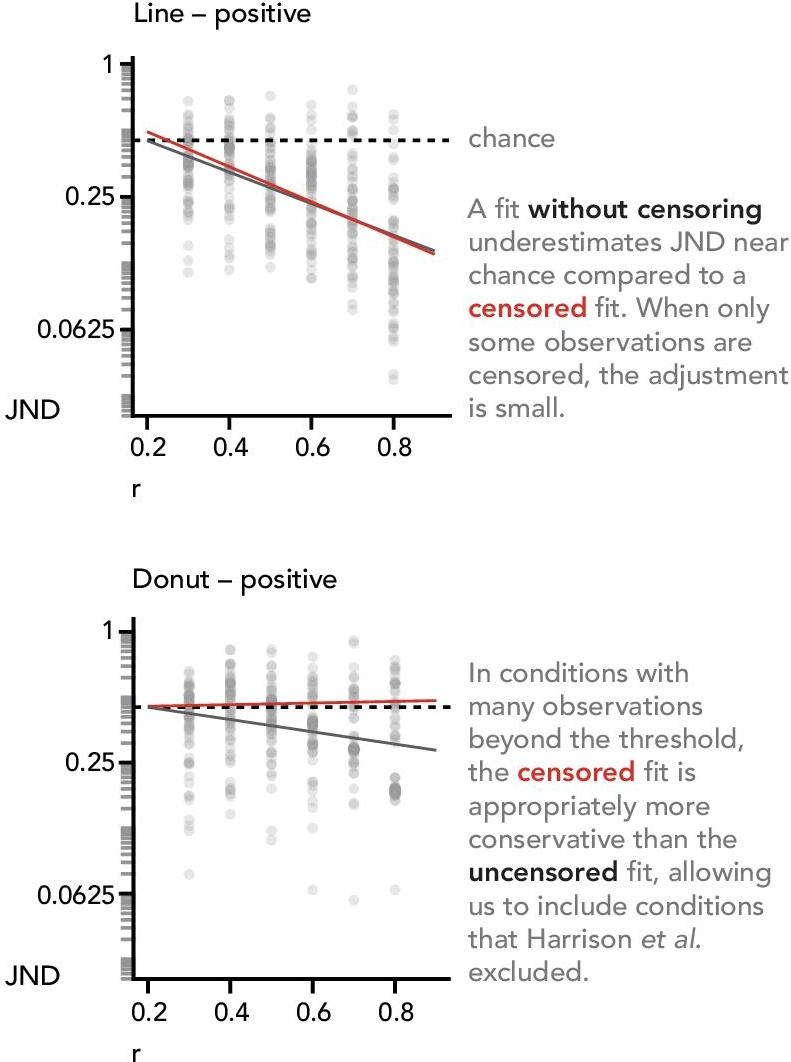 Line – positive
1
chance
0.25
A fit without censoring
underestimates JND near
chance compared to a
censored fit. When only
some observations are
censored, the adjustment
is small.
0.0625
JND
0.2 0.4 0.6 0.8
r
Donut – positive
1
0.25
In conditions with
many observations
beyond the threshold,
the censored fit is
appropriately more
conservative than the
uncensored fit, allowing
us to include conditions
that Harrison et al.
excluded.
0.0625
JND
0.2 0.4 0.6 0.8
r